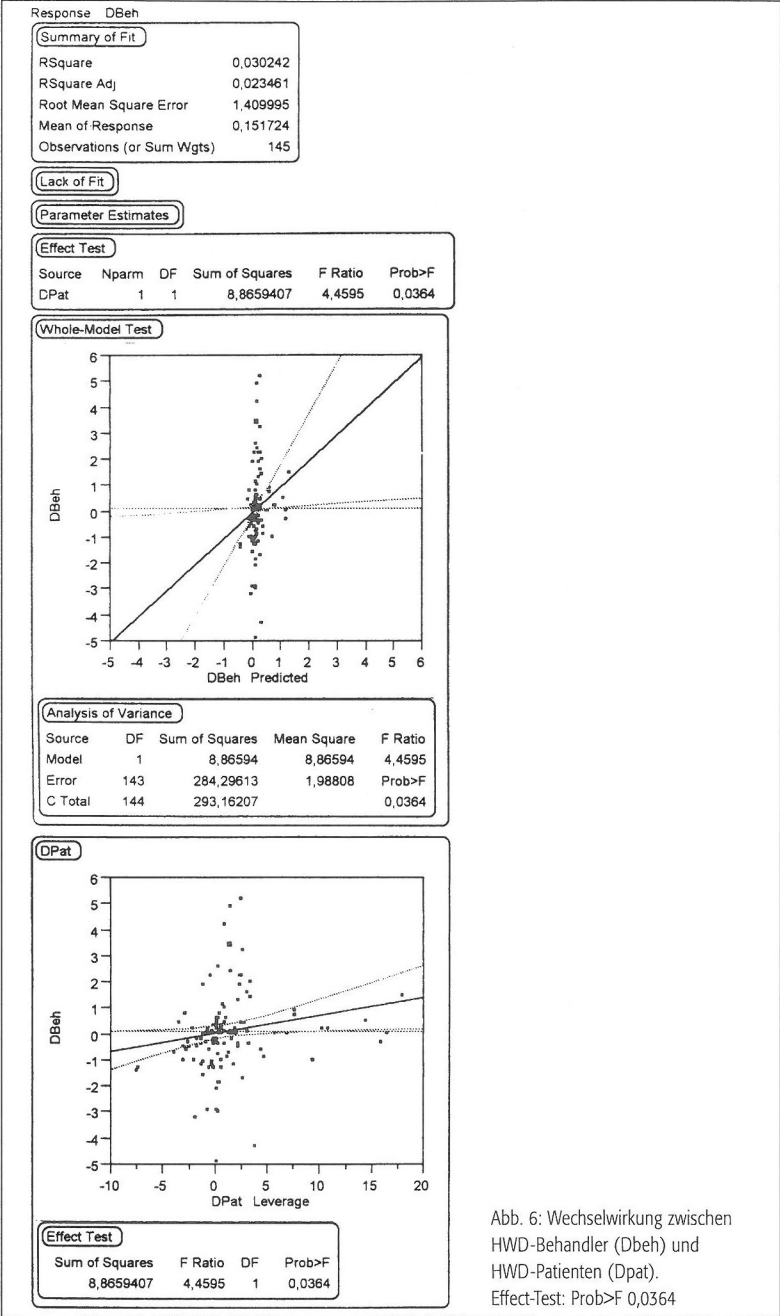 Response DBeh
Summary of Fit
RSquare 0,030242
RSquare Adj 0,023461
Root Mean Square Error 1,409995
Mean of Response 0,151724
Observations (or Sum Wgts) 145
Lack of Fit
Parameter Estimates
Effect Test
Source Nparm DF Sum of Squares F Ratio Prob>F
DPat 1 1 8,8659407 4,4595 0,0364
Whole-Model Test
6
5
4
3
2
1
0
-1
-2
-3
-4
-5
DBeh
-5 -4 -3 -2 -1 0 1 2 3 4 5 6
DBeh Predicted
Analysis of Variance
Source DF Sum of Squares Mean Square F Ratio
Model 1 8,86594 8,86594 4,4595
Error 143 284,29613 1,98808 Prob>F
C Total 144 293,16207 0,0364
DPat
6
5
4
3
2
1
0
-1
-2
-3
-4
-5
DBeh
-10 -5 0 5 10 15 20
DPat Leverage
Effect Test
Sum of Squares F Ratio DF Prob>F
8,8659407 4,4595 1 0,0364
Abb. 6: Wechselwirkung zwischen
HWD-Behandler (Dbeh) und
HWD-Patienten (Dpat).
Effect-Test: Prob>F 0,0364